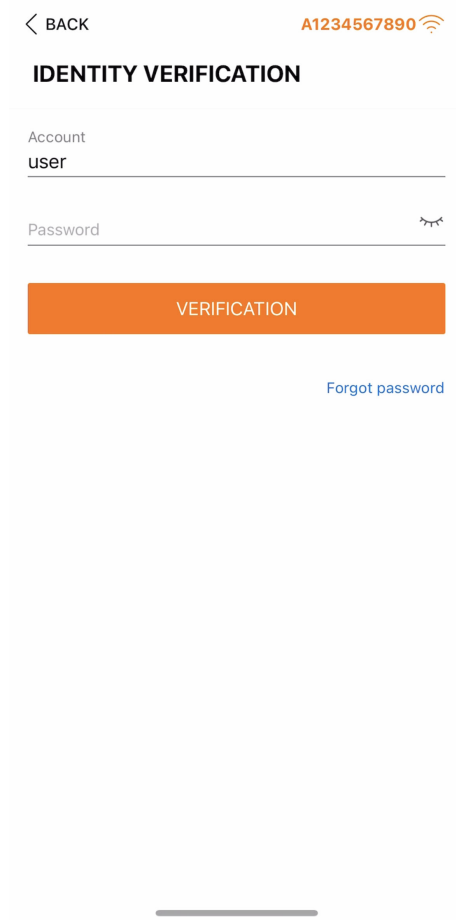 BACK A1234567890
IDENTITY VERIFICATION
Account
user
Password
VERIFICATION
Forgot password